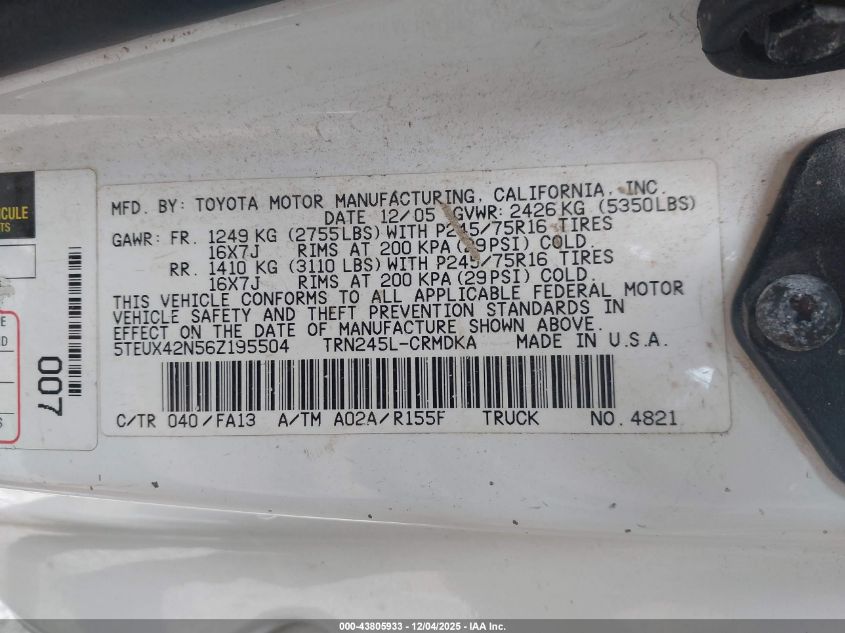 MFD. BY: TOYOTA MOTOR MANUFACTURING, CALIFORNIA, INC.
DATE 12/05 GVWR: 2426 KG (5350LBS)
GAWR: FR. 1249 KG (2755LBS) WITH P245/75R16 TIRES
16X7J RIMS AT 200 KPA (29PSI) COLD.
RR. 1410 KG (3110 LBS) WITH P245/75R16 TIRES
16X7J RIMS AT 200 KPA (29PSI) COLD.
THIS VEHICLE CONFORMS TO ALL APPLICABLE FEDERAL MOTOR
VEHICLE SAFETY AND THEFT PREVENTION STANDARDS IN
EFFECT ON THE DATE OF MANUFACTURE SHOWN ABOVE.
5TEUX42N56Z195504 TRN245L-CRMDKA MADE IN U.S.A.
C/TR 040/FA13 A/TM A02A/R155F TRUCK NO. 4821
007
000-43805933 - 12/04/2025 - IAA Inc.